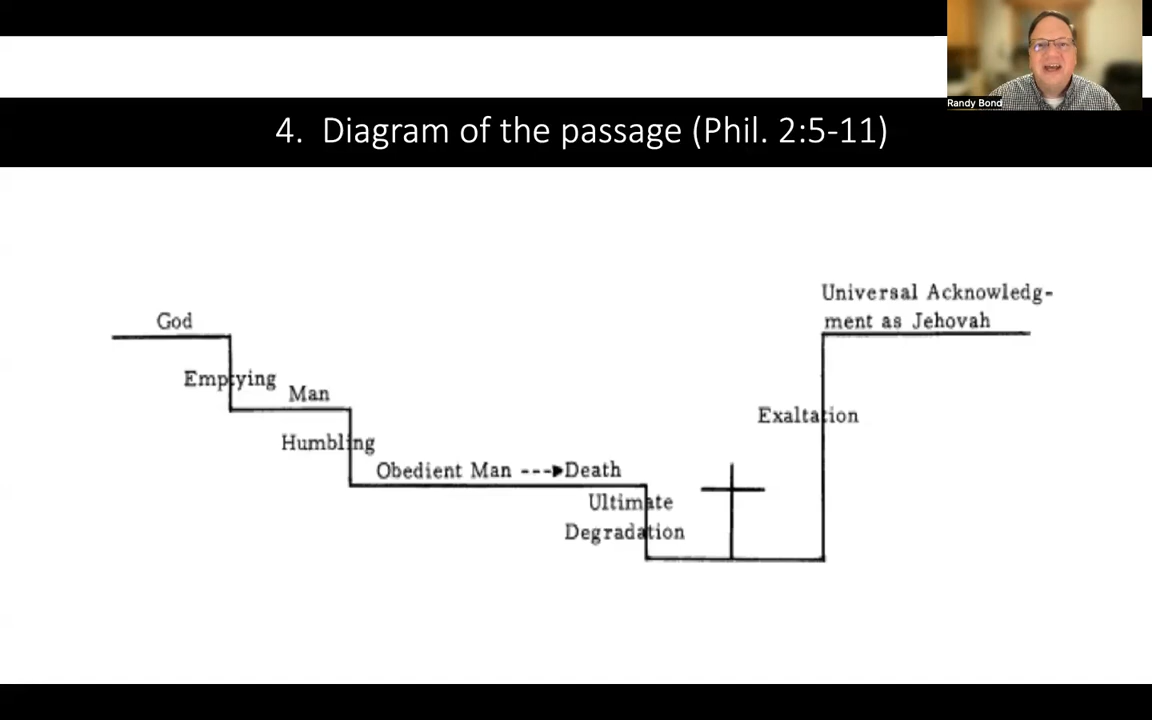 Randy Bond
4. Diagram of the passage (Phil. 2:5-11)
Universal Acknowledg-
ment as Jehovah
God
Emptying
Man
Exaltation
Humbling
Obedient Man --->Death
Ultimate
Degradation